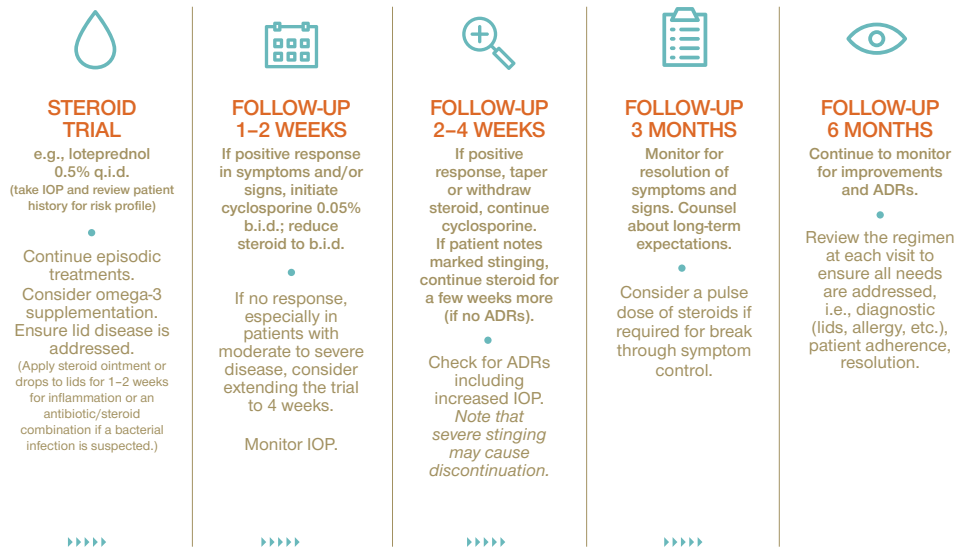 STEROID
TRIAL
e.g., loteprednol
0.5% q.i.d.
(take IOP and review patient
history for risk profile)
Continue episodic
treatments.
Consider omega-3
supplementation.
Ensure lid disease is
addressed.
(Apply steroid ointment or
drops to lids for 1–2 weeks
for inflammation or an
antibiotic/steroid
combination if a bacterial
infection is suspected.)
FOLLOW-UP
1–2 WEEKS
If positive response
in symptoms and/or
signs, initiate
cyclosporine 0.05%
b.i.d.; reduce
steroid to b.i.d.
If no response,
especially in
patients with
moderate to severe
disease, consider
extending the trial
to 4 weeks.
Monitor IOP.
FOLLOW-UP
2–4 WEEKS
If positive
response, taper
or withdraw
steroid, continue
cyclosporine.
If patient notes
marked stinging,
continue steroid for
a few weeks more
(if no ADRs).
Check for ADRs
including
increased IOP.
Note that
severe stinging
may cause
discontinuation.
FOLLOW-UP
3 MONTHS
Monitor for
resolution of
symptoms and
signs. Counsel
about long-term
expectations.
Consider a pulse
dose of steroids if
required for break
through symptom
control.
FOLLOW-UP
6 MONTHS
Continue to monitor
for improvements
and ADRs.
Review the regimen
at each visit to
ensure all needs
are addressed,
i.e., diagnostic
(lids, allergy, etc.),
patient adherence,
resolution.